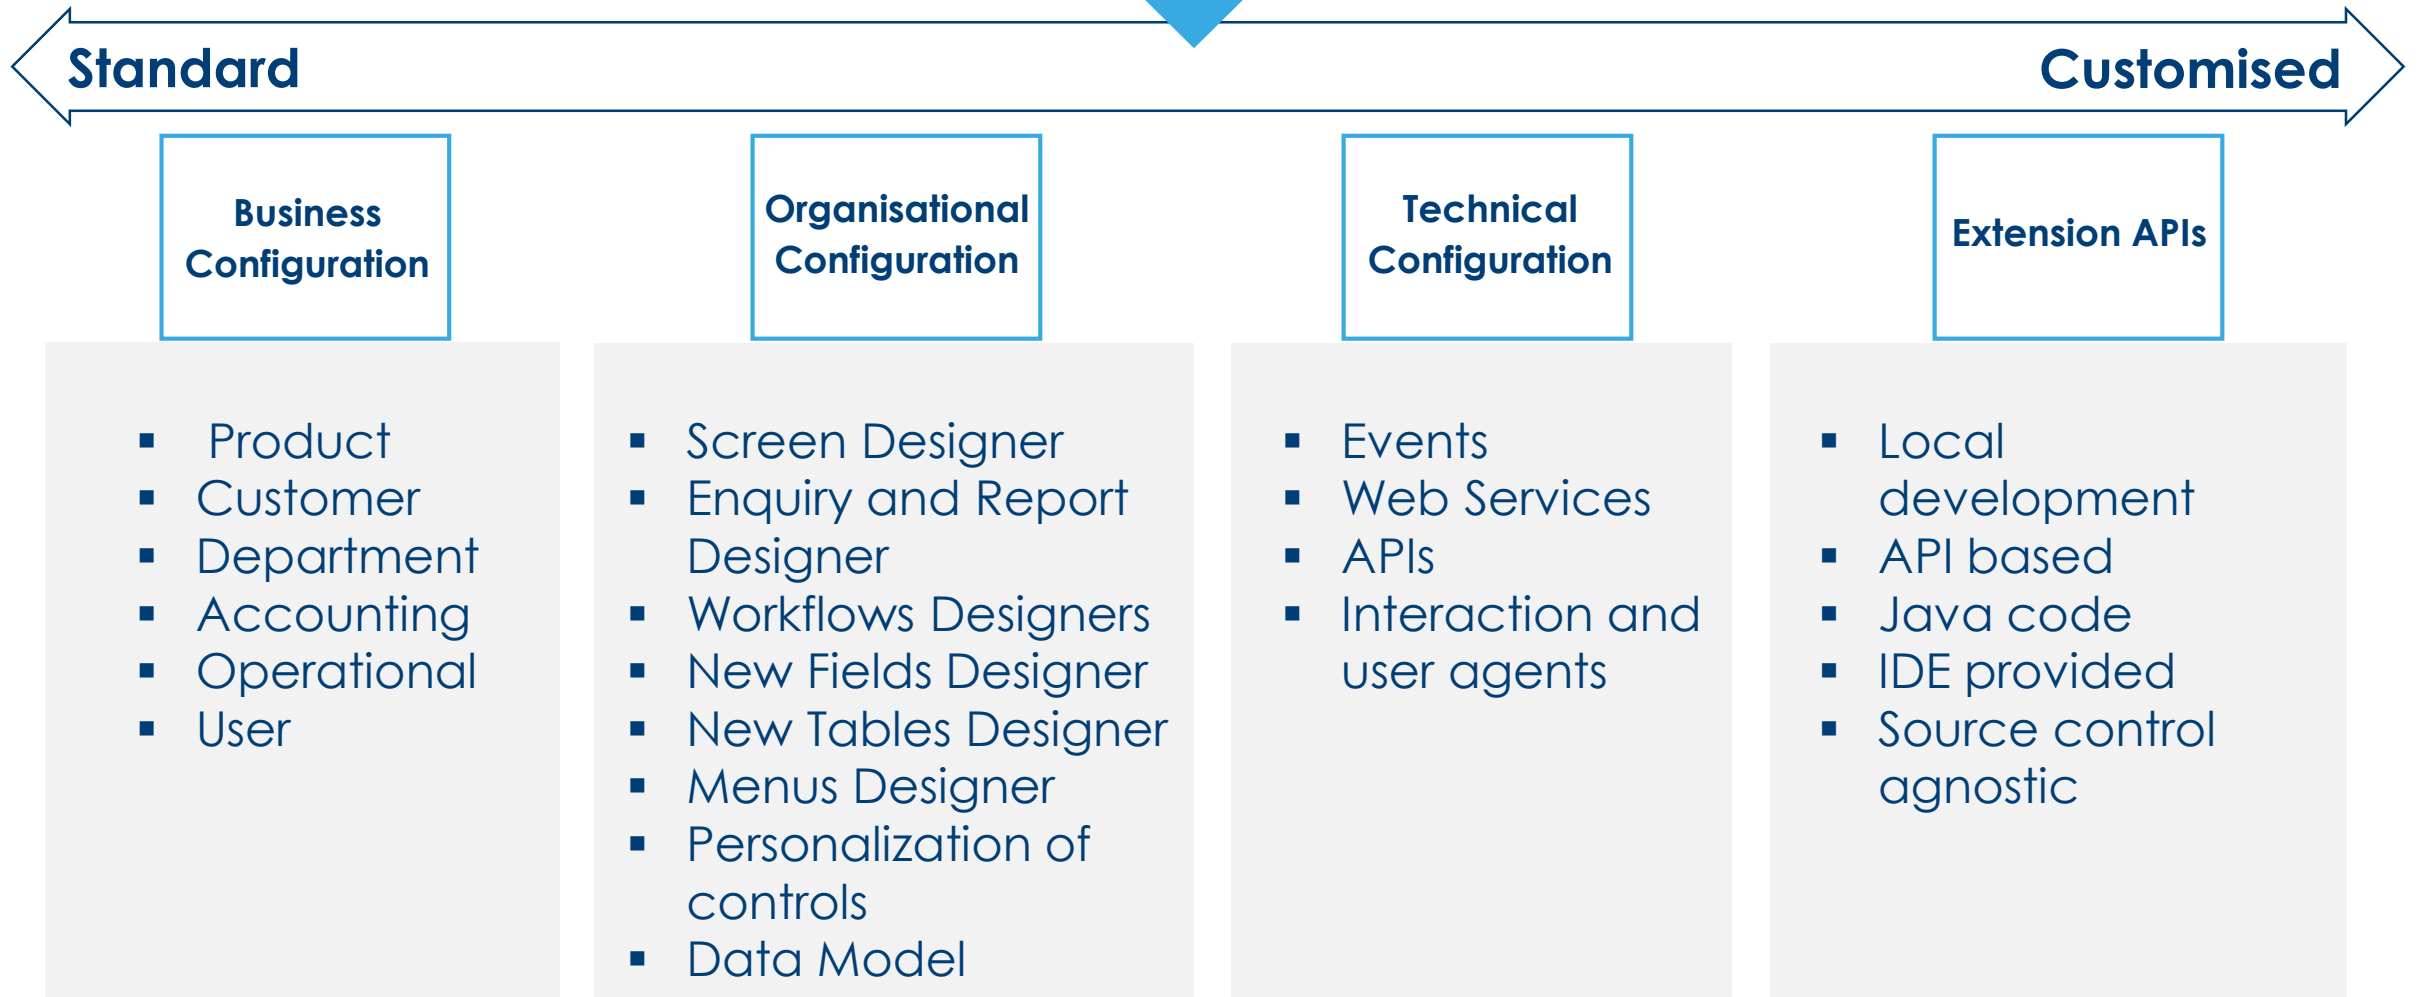 Standard
Customised
Business
Configuration
Organisational
Configuration
Technical
Configuration
Extension APIs
▪ Product
▪ Customer
▪ Department
▪ Accounting
▪ Operational
▪ User
▪ Screen Designer
▪ Enquiry and Report
Designer
▪ Workflows Designers
▪ New Fields Designer
▪ New Tables Designer
▪ Menus Designer
▪ Personalization of
controls
▪ Data Model
▪ Events
▪ Web Services
▪ APIs
▪ Interaction and
user agents
▪ Local
development
▪ API based
▪ Java code
▪ IDE provided
▪ Source control
agnostic